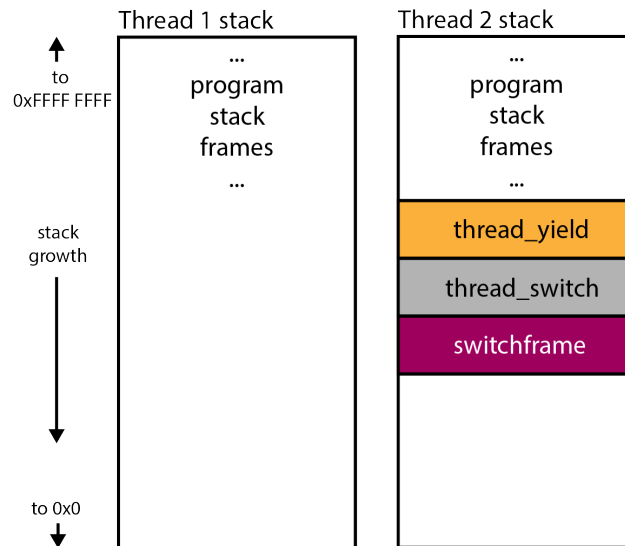 Thread 1 stack
Thread 2 stack
to
0xFFFF FFFF
...
program
stack
frames
...
...
program
stack
frames
...
thread_yield
thread_switch
switchframe
stack
growth
to 0x0